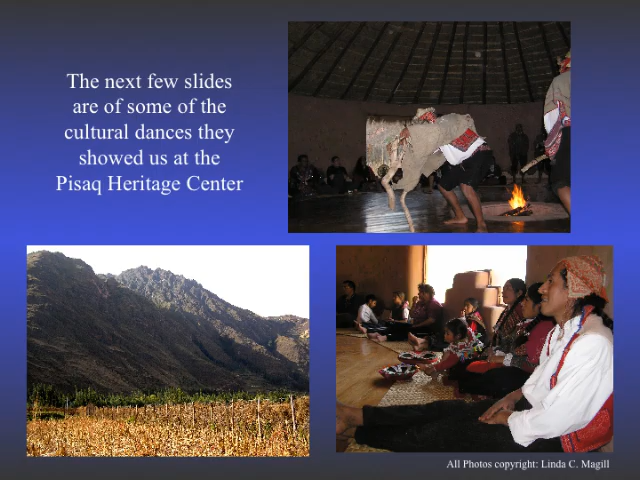 The next few slides
are of some of the
cultural dances they
showed us at the
Pisaq Heritage Center
All Photos copyright: Linda C. Magill